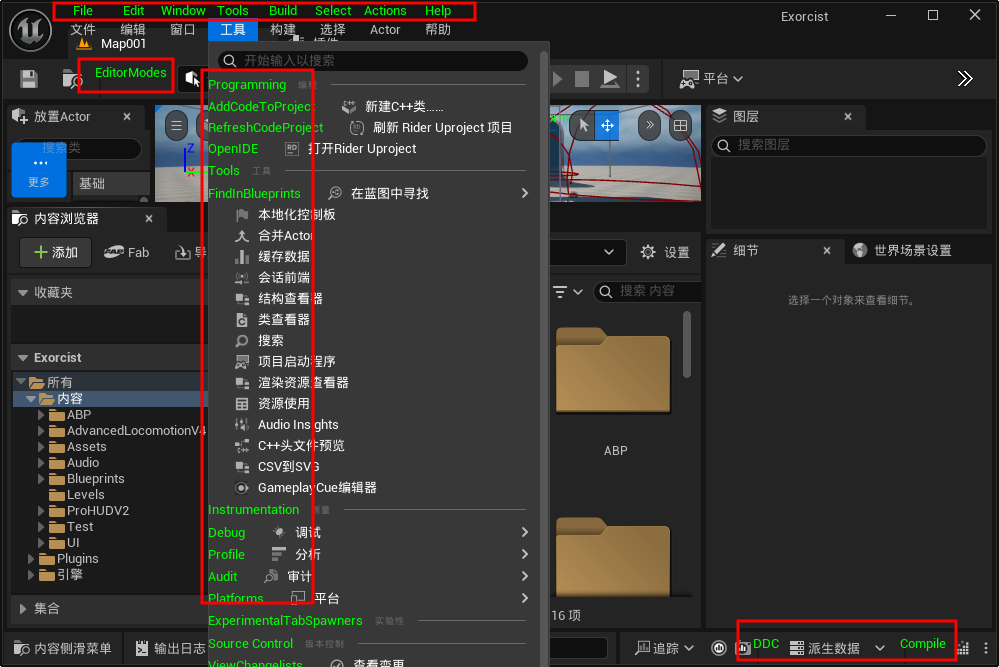 File Edit Window Tools Build Select Actions Help
Exorcist
文件 编辑 窗口 工具 构建 选择 Actor 帮助
Map001
EditorModes
开始输入以搜索
平台
Programming 编程
AddCodeToProjec 新建C++类......
RefreshCodeProject 刷新 Rider Uproject 项目
OpenIDE 打开Rider Uproject
Tools 工具
FindInBlueprints 在蓝图中寻找
本地化控制板
合并Actor
缓存数据
会话前端
结构查看器
类查看器
搜索
项目启动程序
渲染资源查看器
资源使用
Audio Insights
C++头文件预览
CSV到SVG
GameplayCue编辑器
Instrumentation 测量
Debug 调试
Profile 分析
Audit 审计
Platforms 平台
ExperimentalTabSpawners 实验性
Source Control 版本控制
ViewChangelists 查看变更
放置Actor
搜索类
更多
基础
Z
内容浏览器
添加 Fab 导
收藏夹
Exorcist
所有
内容
ABP
AdvancedLocomotionV4
Assets
Audio
Blueprints
Levels
ProHUDV2
Test
UI
Plugins
引擎
集合
设置
搜索 内容
ABP
16 项
图层
搜索图层
细节
世界场景设置
选择一个对象来查看细节。
内容侧滑菜单 输出日志 追踪 DDC 派生数据 Compile